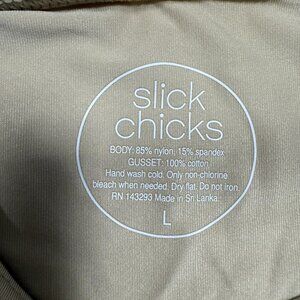 slick
chicks
BODY: 85% nylon, 15% spandex
GUSSET: 100% cotton
Hand wash cold. Only non-chlorine
bleach when needed. Dry flat. Do not iron.
RN 143293 Made in Sri Lanka.
L